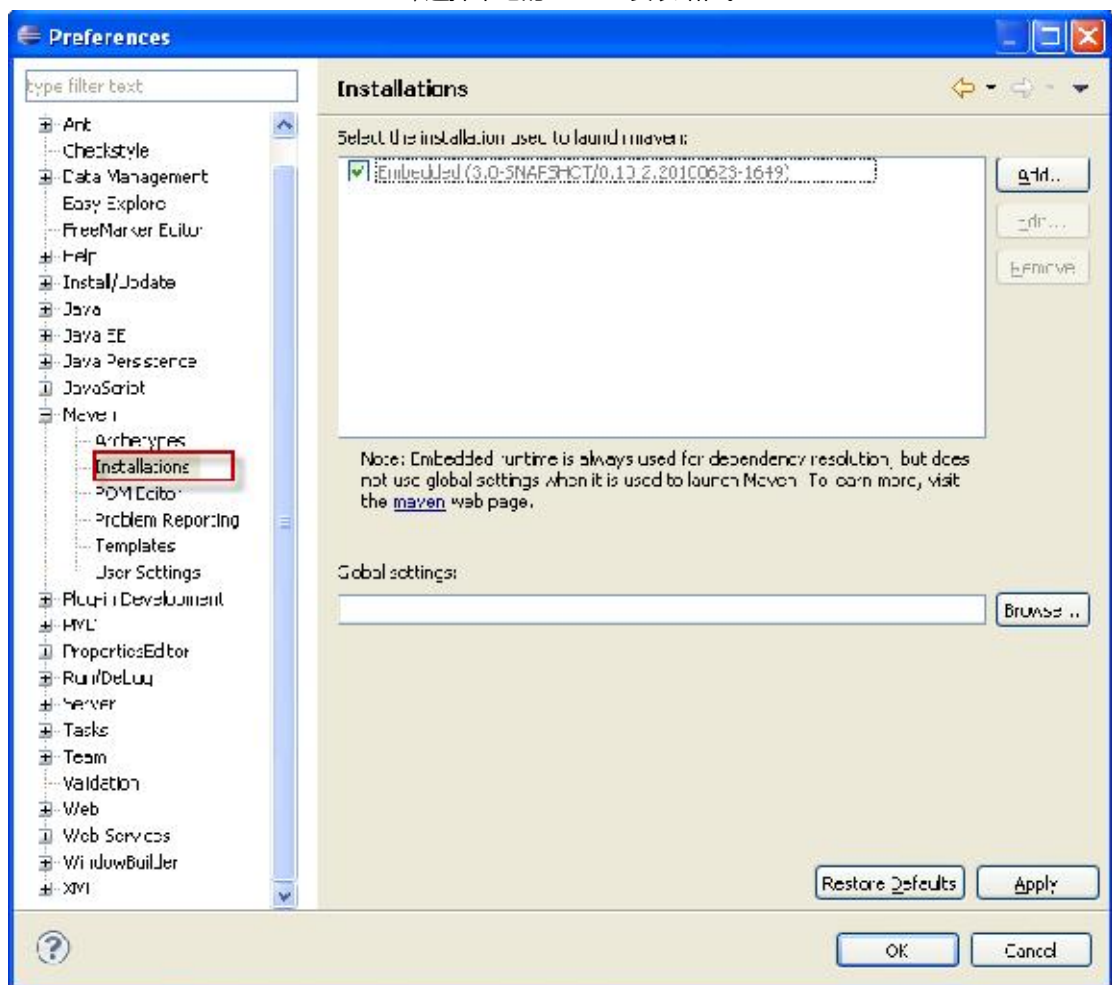 Preferences
type filter text
Ant
Checkstyle
Data Management
Easy Explore
FreeMarker Editor
Help
Install/Update
Java
Java EE
Java Persistence
JavaScript
Maven
Archetypes
Installations
POM Editor
Problem Reporting
Templates
User Settings
Plug-in Development
PMD
PropertiesEditor
Run/Debug
Server
Tasks
Team
Validation
Web
Web Services
WindowBuilder
XML
Installations
Select the installation used to launch maven:
Embedded (3.0-SNAPSHOT/0.10.2.20100623-1649)
Add...
Edit...
Remove
Note: Embedded runtime is always used for dependency resolution, but does
not use global settings when it is used to launch Maven. To learn more, visit
the maven web page.
Global settings:
Browse...
Restore Defaults
Apply
OK
Cancel